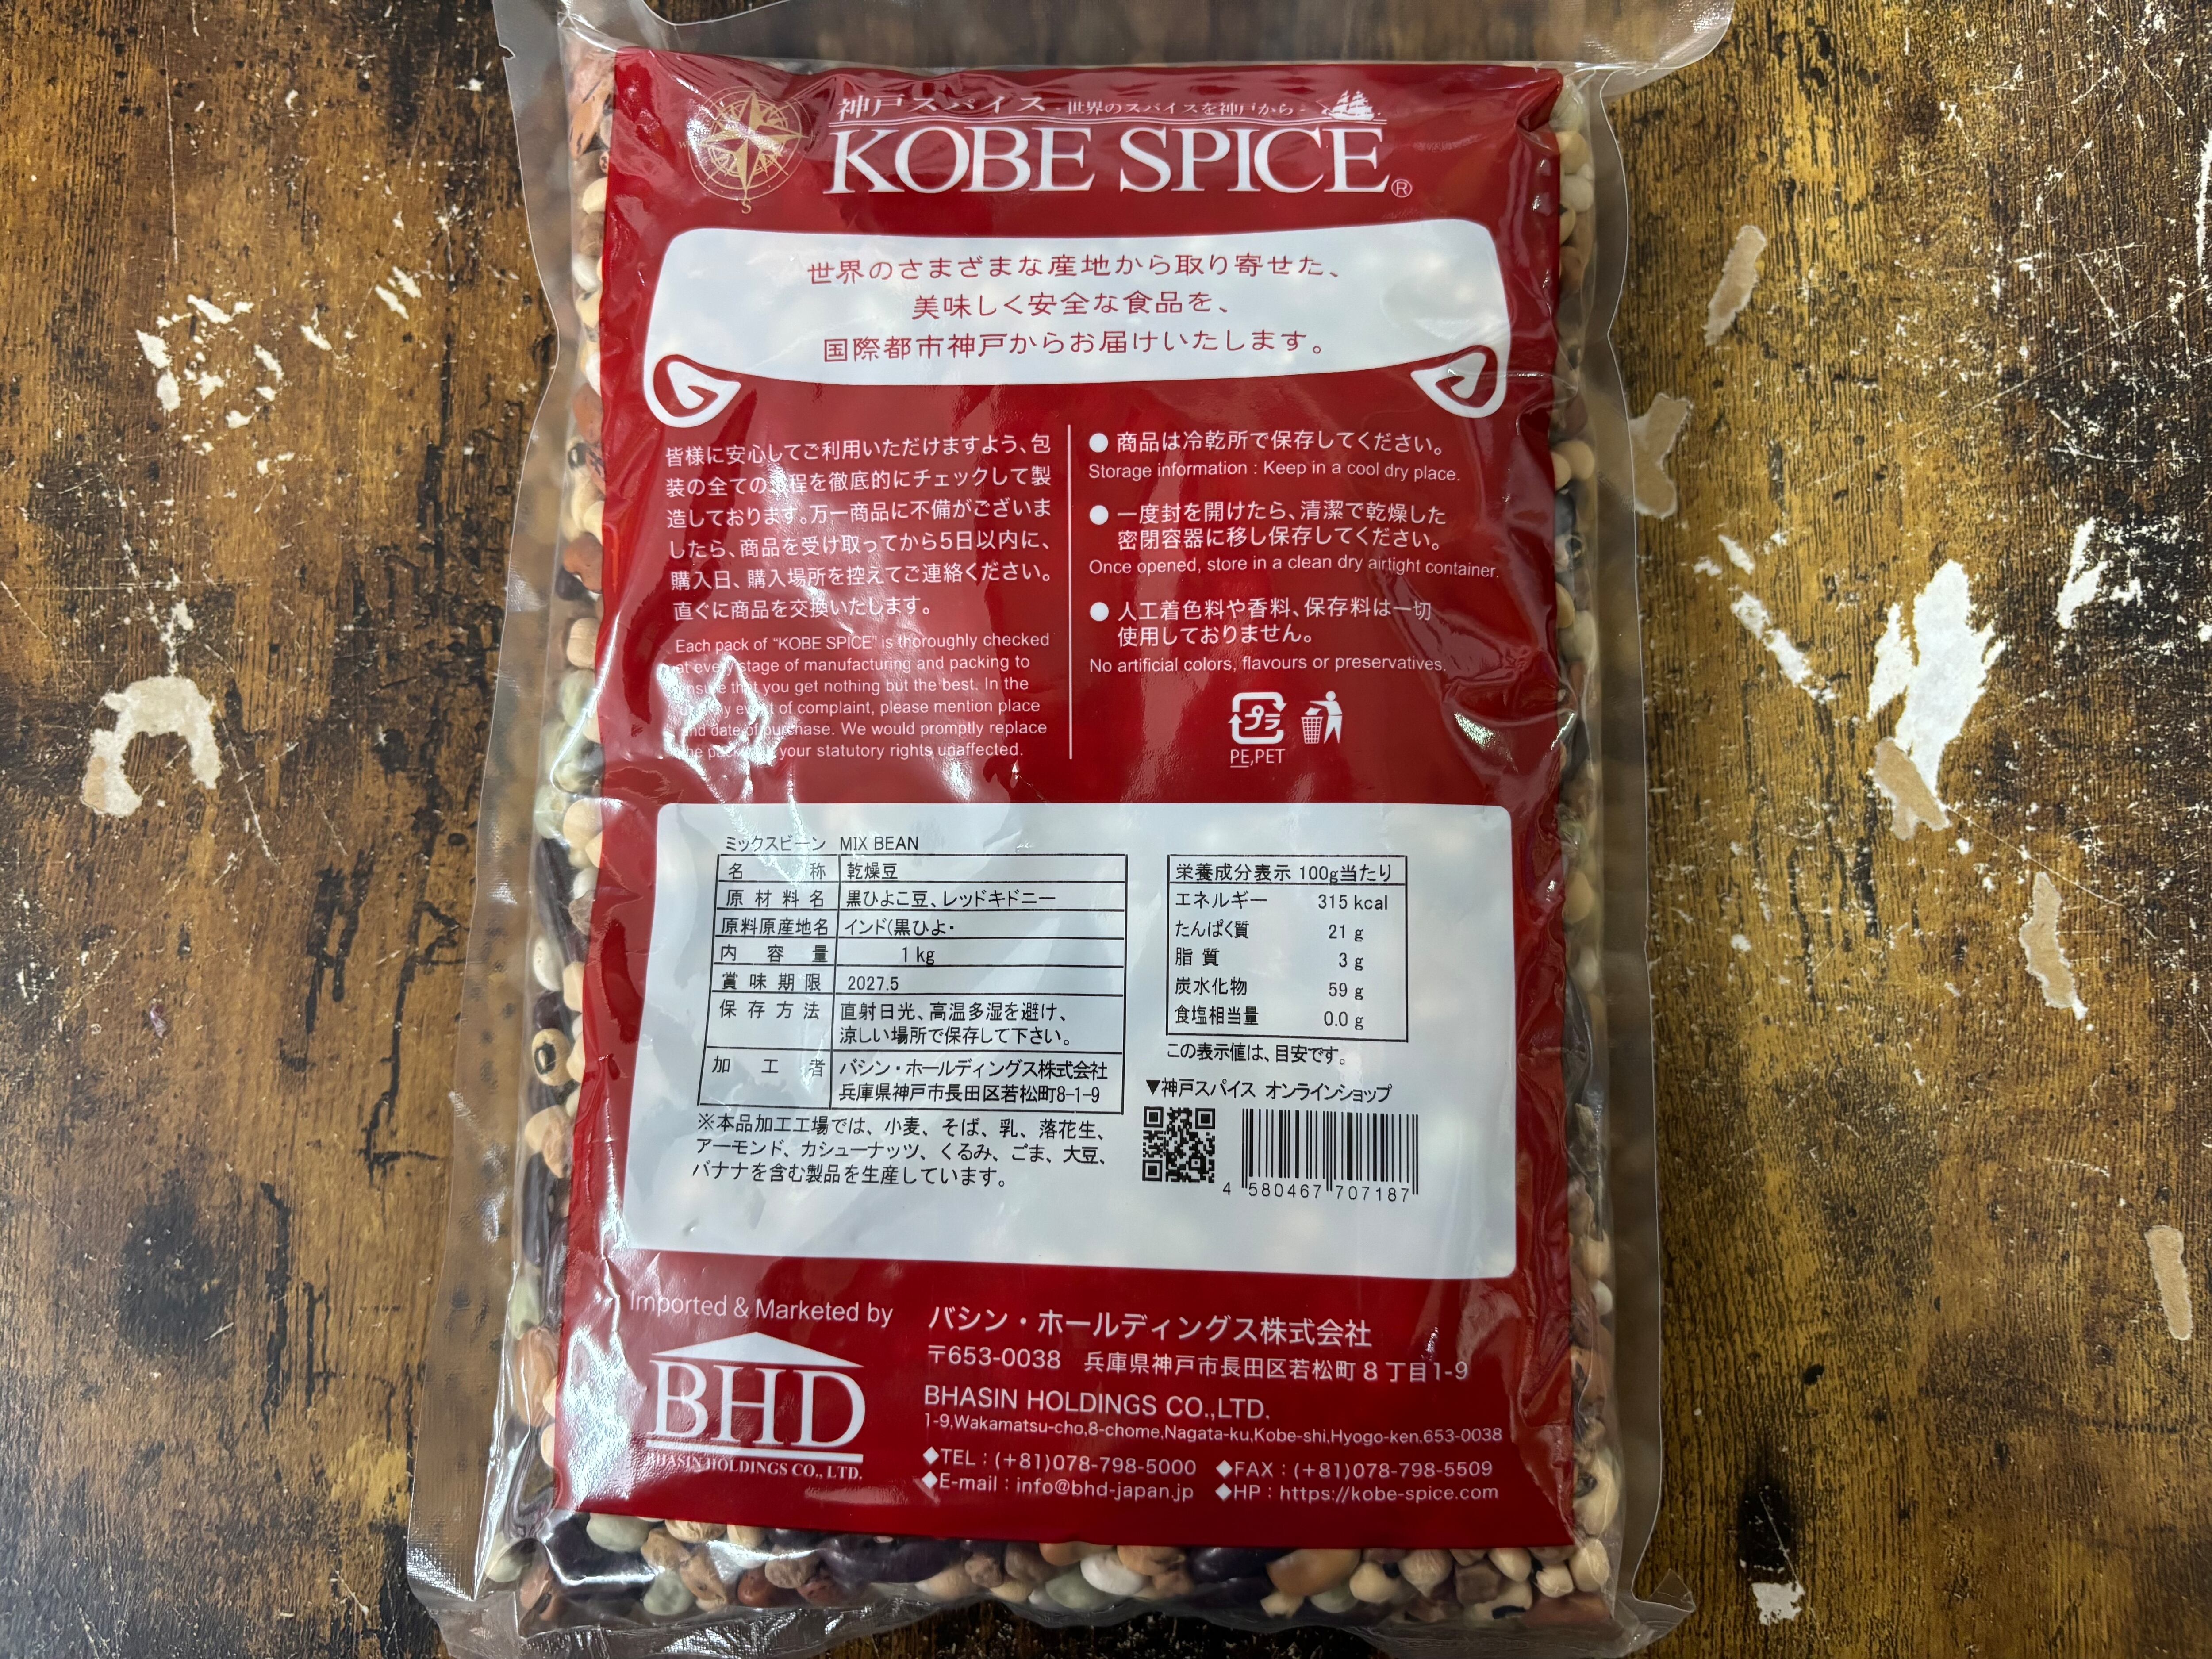 神戸スパイス - 世界のスパイスを神戸から -
KOBE SPICE®
S
世界のさまざまな産地から取り寄せた、
美味しく安全な食品を、
国際都市神戸からお届けいたします。
皆様に安心してご利用いただけますよう、包
装の全ての 程を徹底的にチェックして製
造しております。万一商品に不備がございま
したら、商品を受け取ってから5日以内に、
購入日、購入場所を控えてご連絡ください。
直ぐに商品を交換いたします。
Each pack of “KOBE SPICE” is thoroughly checked
at every stage of manufacturing and packing to
ensure that you get nothing but the best. In the
event of complaint, please mention place
and date of purchase. We would promptly replace
the your statutory rights unaffected.
● 商品は冷乾所で保存してください。
Storage information : Keep in a cool dry place.
● 一度封を開けたら、清潔で乾燥した
密閉容器に移し保存してください。
Once opened, store in a clean dry airtight container.
● 人工着色料や香料、保存料は一切
使用しておりません。
No artificial colors, flavours or preservatives.
プラ
PE,PET
ミックスビーン MIX BEAN
名称 乾燥豆
原材料名 黒ひよこ豆、レッドキドニー
原料原産地名 インド(黒ひよ・
内容量 1 kg
賞味期限 2027.5
保存方法 直射日光、高温多湿を避け、
涼しい場所で保存して下さい。
加工者 バシン・ホールディングス株式会社
兵庫県神戸市長田区若松町8-1-9
※本品加工工場では、小麦、そば、乳、落花生、
アーモンド、カシューナッツ、くるみ、ごま、大豆、
バナナを含む製品を生産しています。
栄養成分表示 100g当たり
エネルギー 315 kcal
たんぱく質 21 g
脂質 3 g
炭水化物 59 g
食塩相当量 0.0 g
この表示値は、目安です。
▼神戸スパイス オンラインショップ
4 580467 707187
Imported & Marketed by
BHD
BHASIN HOLDINGS CO., LTD.
バシン・ホールディングス株式会社
〒653-0038 兵庫県神戸市長田区若松町８丁目1-9
BHASIN HOLDINGS CO.,LTD.
1-9,Wakamatsu-cho,8-chome,Nagata-ku,Kobe-shi,Hyogo-ken,653-0038
◆TEL : (+81)078-798-5000 ◆FAX : (+81)078-798-5509
◆E-mail : info@bhd-japan.jp ◆HP : https://kobe-spice.com